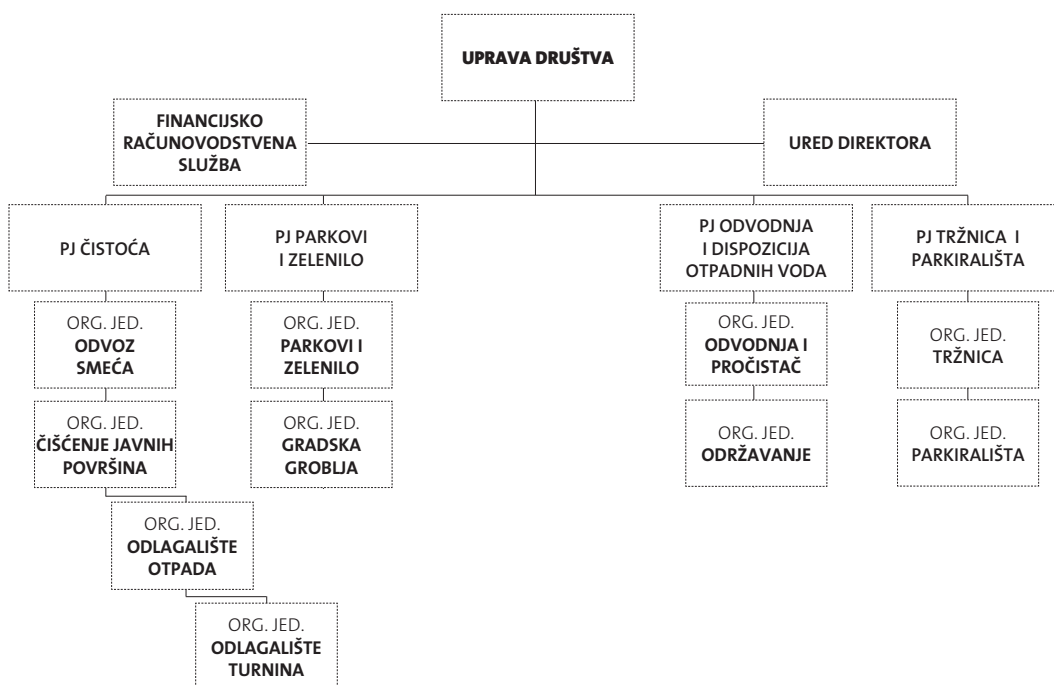 UPRAVA DRUŠTVA
FINANCIJSKO
RAČUNOVODSTVENA
SLUŽBA
URED DIREKTORA
PJ ČISTOĆA
PJ PARKOVI
I ZELENILO
PJ ODVODNJA
I DISPOZICIJA
OTPADNIH VODA
PJ TRŽNICA I
PARKIRALIŠTA
ORG. JED.
ODVOZ
SMEĆA
ORG. JED.
PARKOVI I
ZELENILO
ORG. JED.
ODVODNJA I
PROČISTAČ
ORG. JED.
TRŽNICA
ORG. JED.
ČIŠĆENJE JAVNIH
POVRŠINA
ORG. JED.
GRADSKA
GROBLJA
ORG. JED.
ODRŽAVANJE
ORG. JED.
PARKIRALIŠTA
ORG. JED.
ODLAGALIŠTE
OTPADA
ORG. JED.
ODLAGALIŠTE
TURNINA